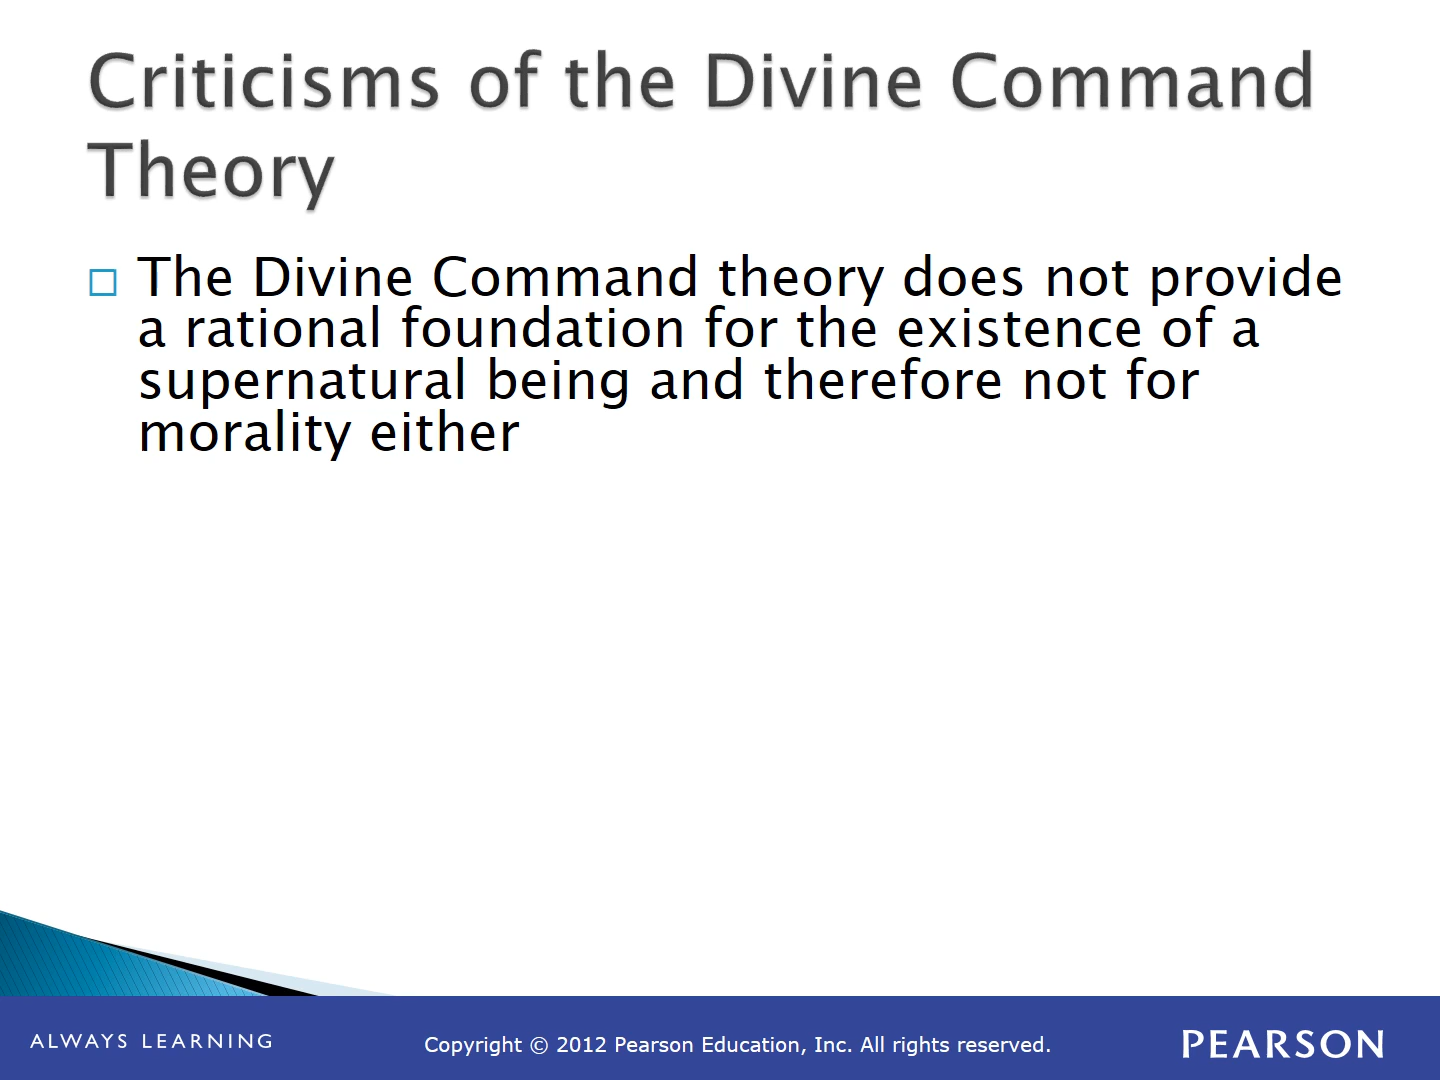 Criticisms of the Divine Command
Theory
The Divine Command theory does not provide
a rational foundation for the existence of a
supernatural being and therefore not for
morality either
ALWAYS LEARNING
Copyright © 2012 Pearson Education, Inc. All rights reserved.
PEARSON